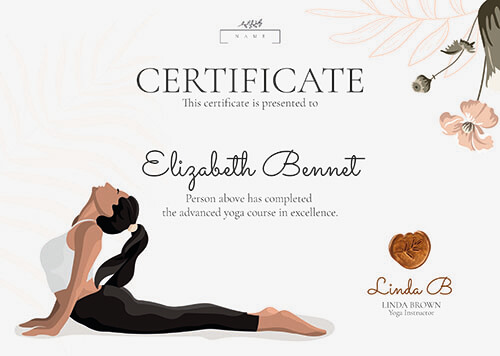 NAME
CERTIFICATE
This certificate is presented to
Elizabeth Bennet
Person above has completed
the advanced yoga course in excellence.
Linda B
LINDA BROWN
Yoga Instructor